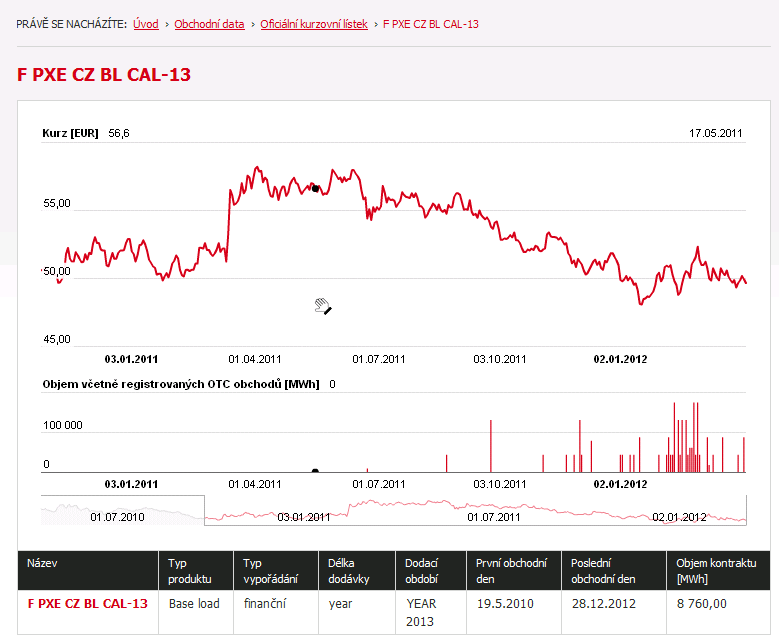 PRÁVĚ SE NACHÁZÍTE: Úvod › Obchodní data › Oficiální kurzovní lístek › F PXE CZ BL CAL-13
F PXE CZ BL CAL-13
Kurz [EUR] 56,6 17.05.2011
55,00
50,00
45,00
03.01.2011 01.04.2011 01.07.2011 03.10.2011 02.01.2012
Objem včetně registrovaných OTC obchodů [MWh] 0
100 000
0
03.01.2011 01.04.2011 01.07.2011 03.10.2011 02.01.2012
01.07.2010 03.01.2011 01.07.2011 02.01.2012
Název Typ Typ Délka Dodací První obchodní Poslední Objem kontraktu
produktu vypořádání dodávky období den obchodní den [MWh]
F PXE CZ BL CAL-13 Base load finanční year YEAR 19.5.2010 28.12.2012 8 760,00
2013